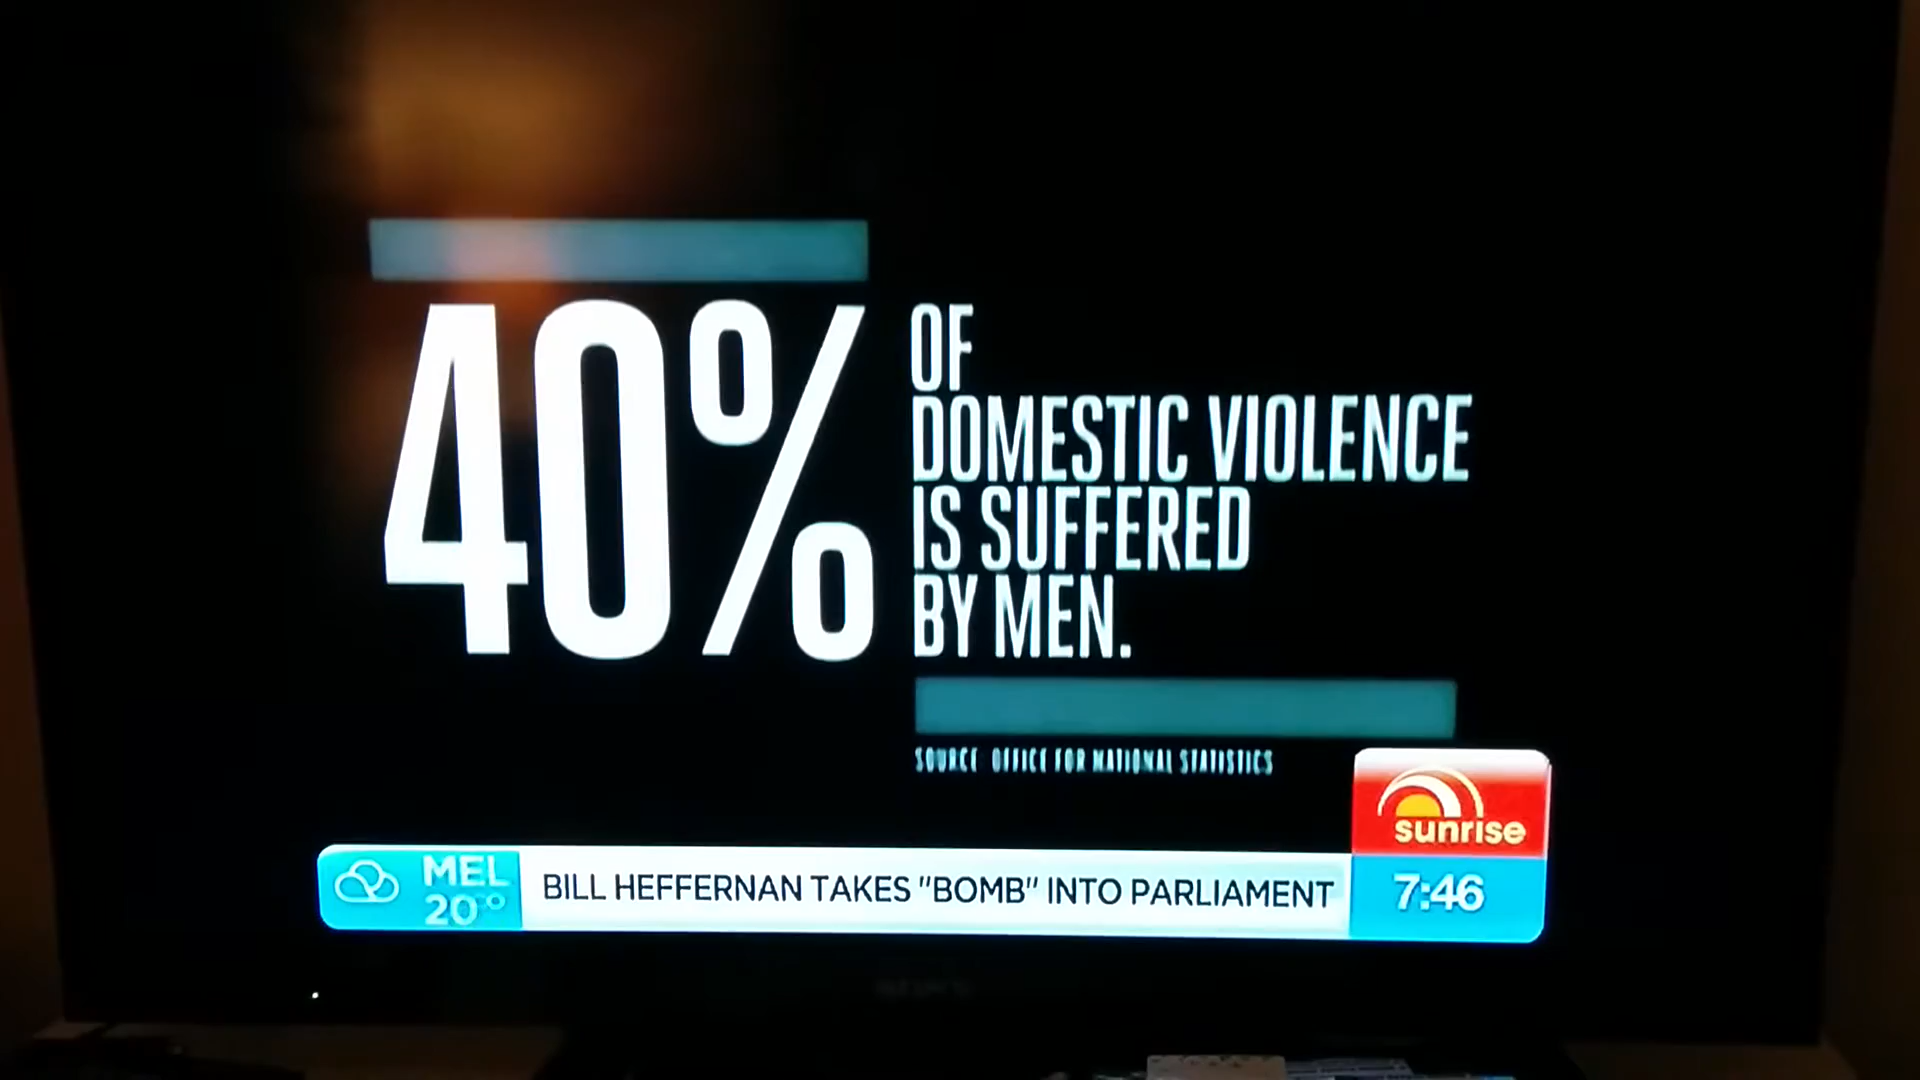 40%
OF
DOMESTIC VIOLENCE
IS SUFFERED
BY MEN.
SOURCE: OFFICE FOR NATIONAL STATISTICS
sunrise
MEL
20°
BILL HEFFERNAN TAKES "BOMB" INTO PARLIAMENT
7:46